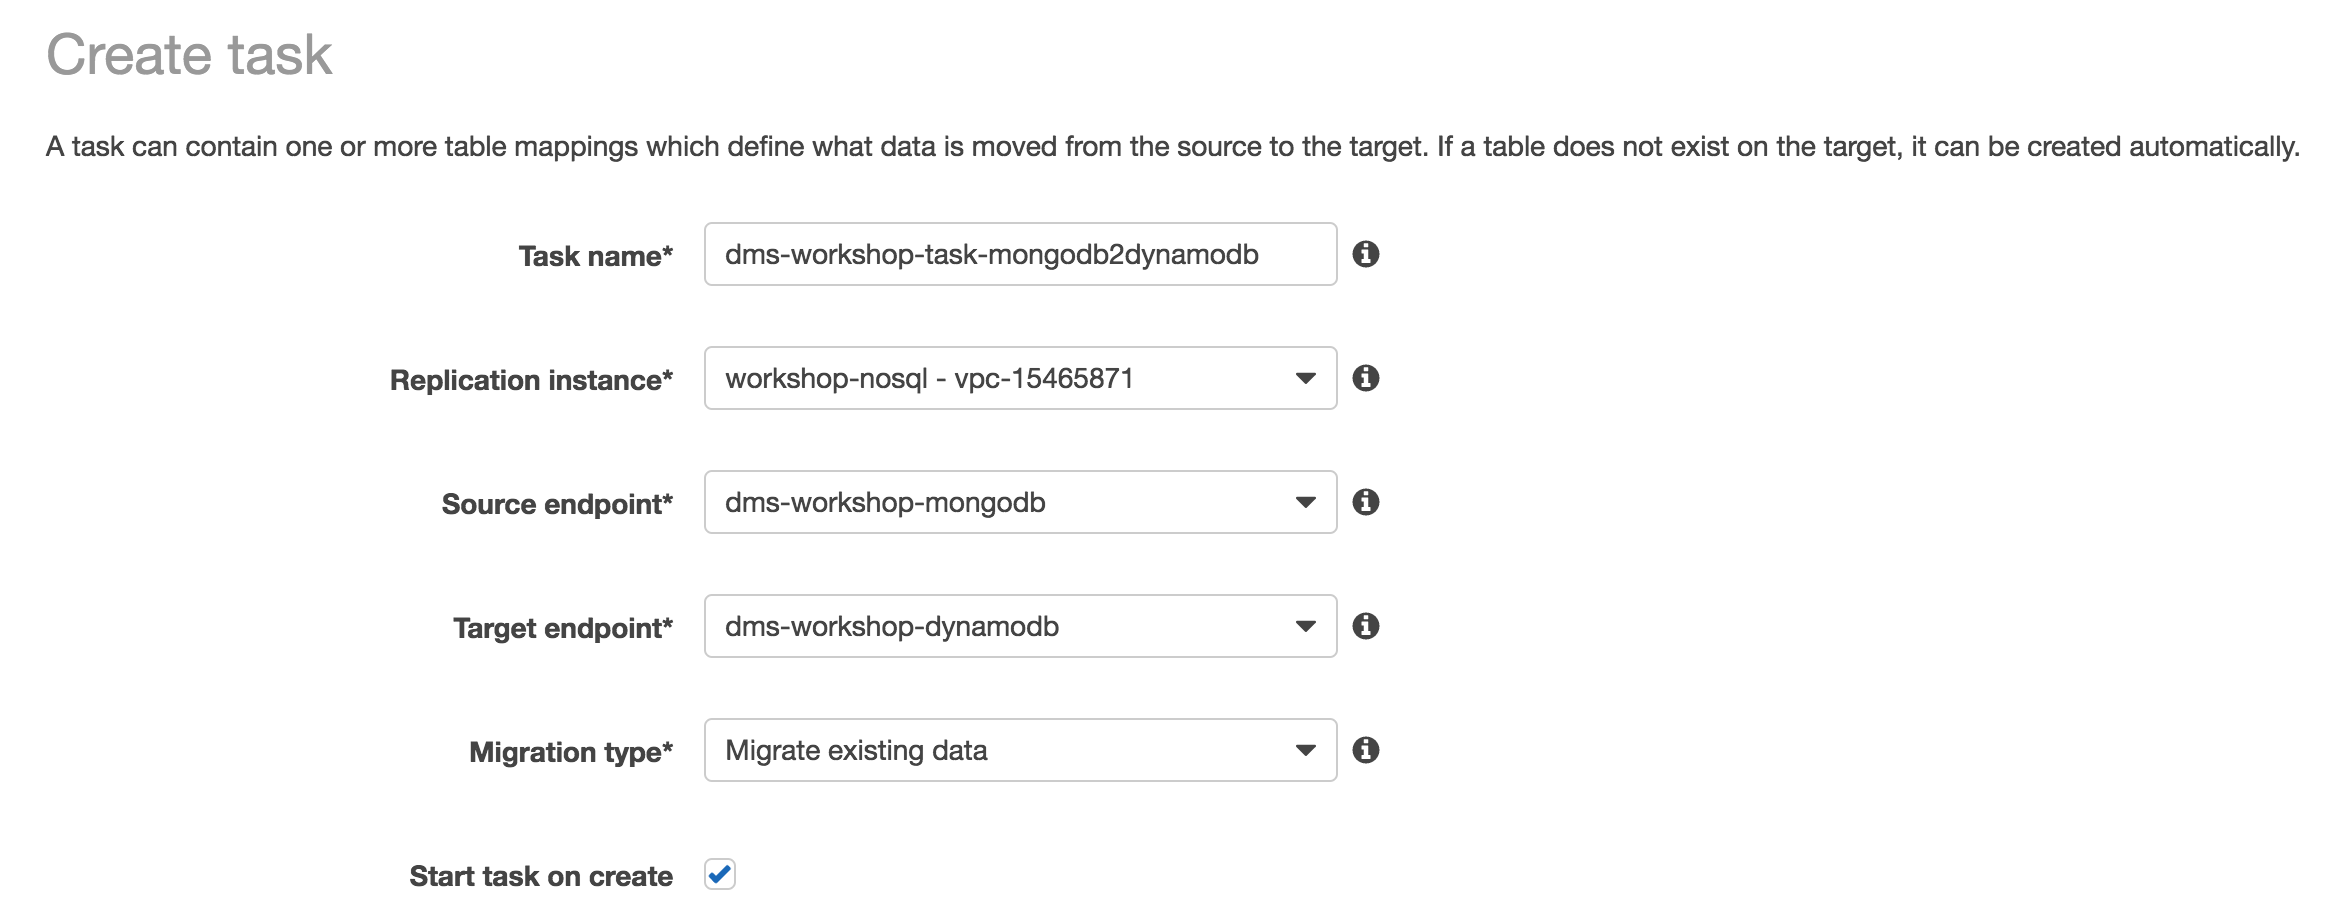 Create task
A task can contain one or more table mappings which define what data is moved from the source to the target. If a table does not exist on the target, it can be created automatically.
Task name* dms-workshop-task-mongodb2dynamodb
Replication instance* workshop-nosql - vpc-15465871
Source endpoint* dms-workshop-mongodb
Target endpoint* dms-workshop-dynamodb
Migration type* Migrate existing data
Start task on create